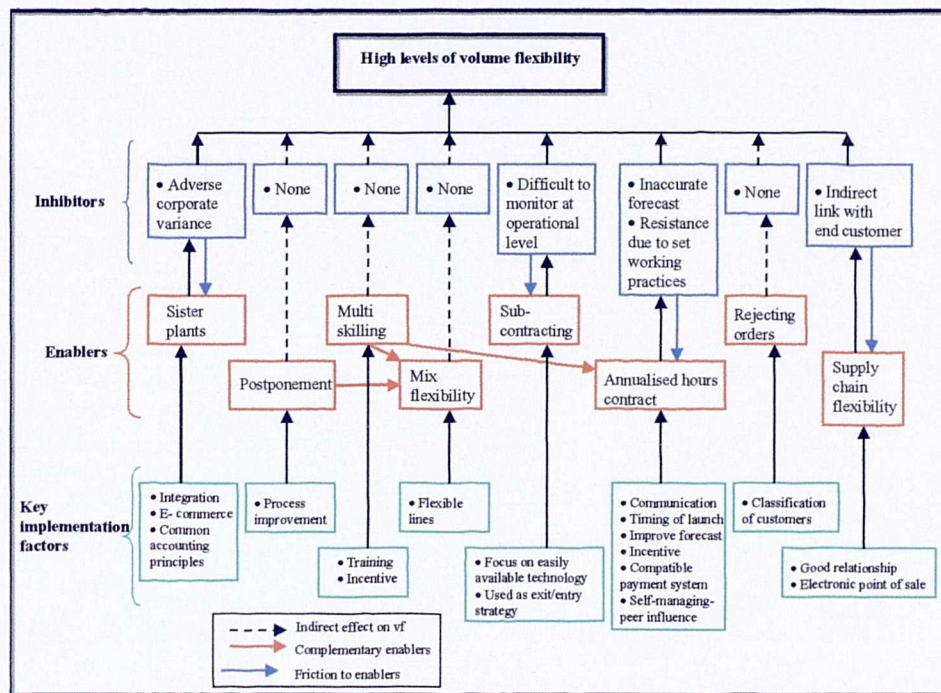 High levels of volume flexibility
Inhibitors
• Adverse
corporate
variance
• None
• None
• None
• Difficult to
monitor at
operational
level
• Inaccurate
forecast
• Resistance
due to set
working
practices
• None
• Indirect
link with
end customer
Enablers
Sister
plants
Multi
skilling
Sub-
contracting
Rejecting
orders
Postponement
Mix
flexibility
Annualised hours
contract
Supply
chain
flexibility
Key
implementation
factors
• Integration
• E- commerce
• Common
accounting
principles
• Process
improvement
• Training
• Incentive
• Flexible
lines
• Focus on easily
available technology
• Used as exit/entry
strategy
• Communication
• Timing of launch
• Improve forecast
• Incentive
• Compatible
payment system
• Self-managing-
peer influence
• Classification
of customers
• Good relationship
• Electronic point of sale
Indirect effect on vf
Complementary enablers
Friction to enablers